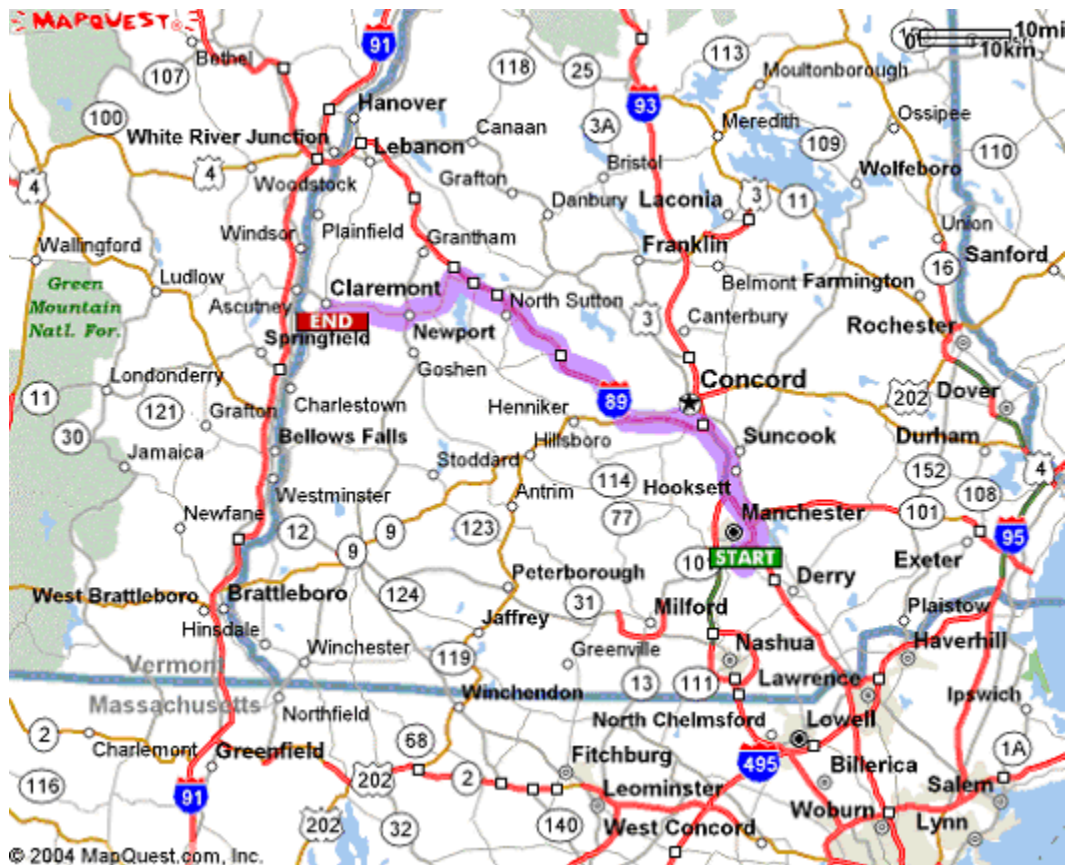 MAPQUEST
10mi
0
10km
91
113
118
25
Bethel
107
Moultonborough
Hanover
93
100
3A
Canaan
Meredith
Ossipee
White River Junction
109
Lebanon
Bristol
110
4
4
Woodstock
Grafton
Wolfeboro
Laconia
3
11
Danbury
Plainfield
Union
Windsor
Grantham
Franklin
Wallingford
Sanford
Ludlow
Belmont
Farmington
16
Green
Mountain
Natl. For.
Claremont
Ascutney
North Sutton
END
Newport
3
Canterbury
Rochester
Springfield
Goshen
Londonderry
Concord
11
89
202
Dover
121
Grafton
Charlestown
Henniker
30
Hillsboro
Bellows Falls
Suncook
Durham
Jamaica
Stoddard
4
114
152
Westminster
Antrim
Hooksett
108
Newfane
77
Manchester
12
9
123
101
95
9
START
Exeter
10
Peterborough
Derry
West Brattleboro
Brattleboro
124
31
Milford
Plaistow
Hinsdale
Jaffrey
Nashua
Haverhill
Winchester
119
Greenville
Vermont
Lawrence
13
111
Winchendon
Ipswich
Massachusetts
Northfield
North Chelmsford
Lowell
2
68
Charlemont
Greenfield
Fitchburg
1A
495
116
202
2
Billerica
Salem
91
Leominster
Woburn
202
32
140
West Concord
Lynn
© 2004 MapQuest.com, Inc.